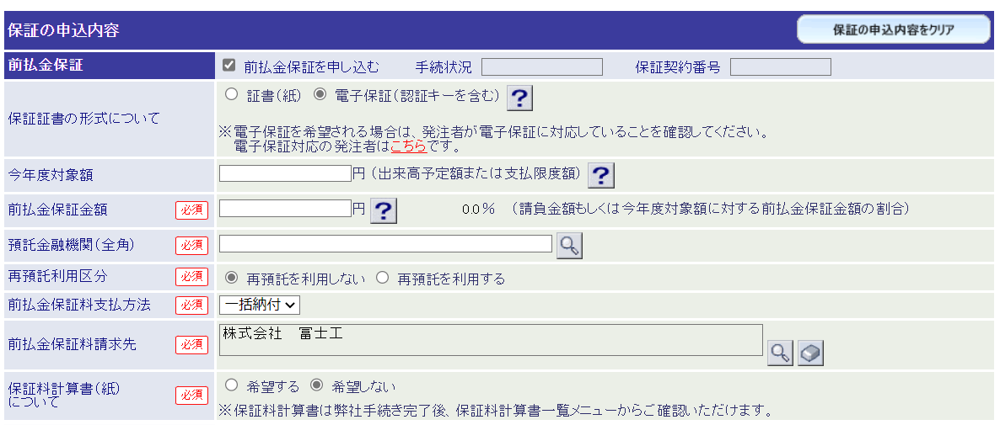 保証の申込内容 保証の申込内容をクリア
前払金保証 前払金保証を申し込む 手続状況 保証契約番号
保証証書の形式について 証書(紙) 電子保証(認証キーを含む) ?
※電子保証を希望される場合は、発注者が電子保証に対応していることを確認してください。
電子保証対応の発注者はこちらです。
今年度対象額 円(出来高予定額または支払限度額) ?
前払金保証金額 必須 円 ? 0.0% (請負金額もしくは今年度対象額に対する前払金保証金額の割合)
預託金融機関(全角) 必須
再預託利用区分 必須 再預託を利用しない 再預託を利用する
前払金保証料支払方法 必須 一括納付
前払金保証料請求先 必須 株式会社 冨士工
保証料計算書(紙)
について 必須 希望する 希望しない
※保証料計算書は弊社手続き完了後、保証料計算書一覧メニューからご確認いただけます。